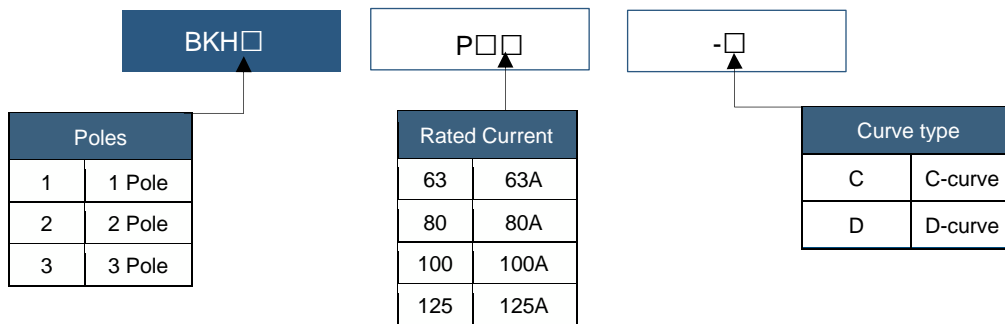 BKH□ P□□ -□
Poles
1 1 Pole
2 2 Pole
3 3 Pole
Rated Current
63 63A
80 80A
100 100A
125 125A
Curve type
C C-curve
D D-curve